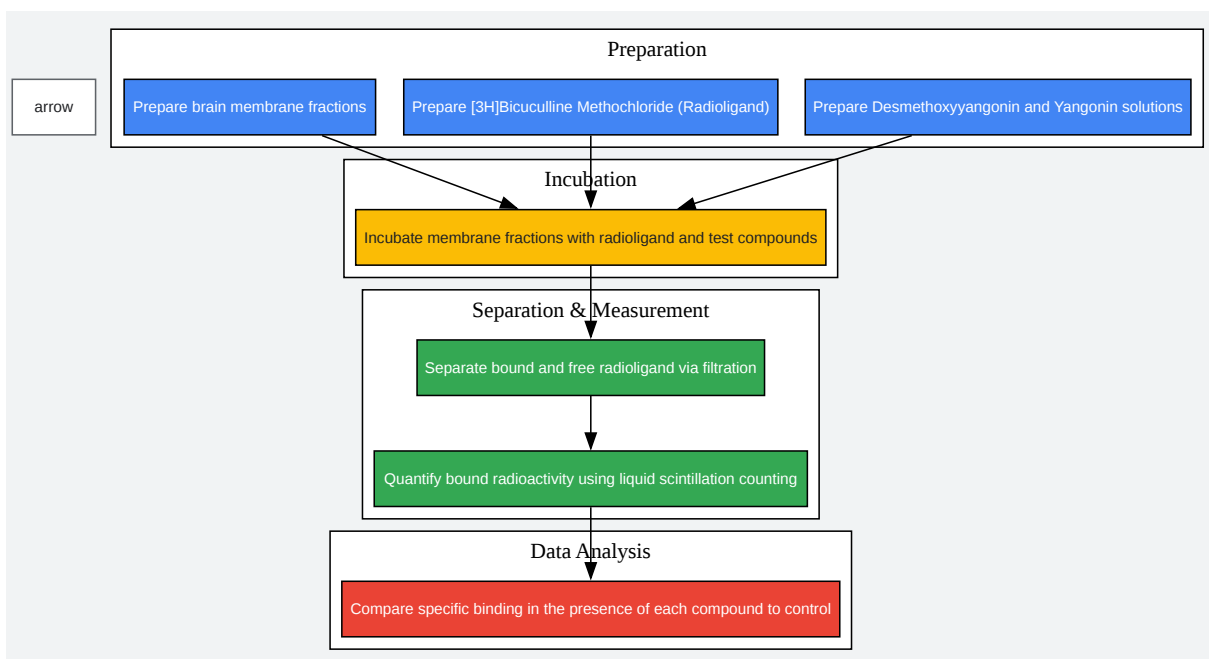 Preparation
arrow
Prepare brain membrane fractions
Prepare [3H]Bicuculline Methochloride (Radioligand)
Prepare Desmethoxyyangonin and Yangonin solutions
Incubation
Incubate membrane fractions with radioligand and test compounds
Separation & Measurement
Separate bound and free radioligand via filtration
Quantify bound radioactivity using liquid scintillation counting
Data Analysis
Compare specific binding in the presence of each compound to control